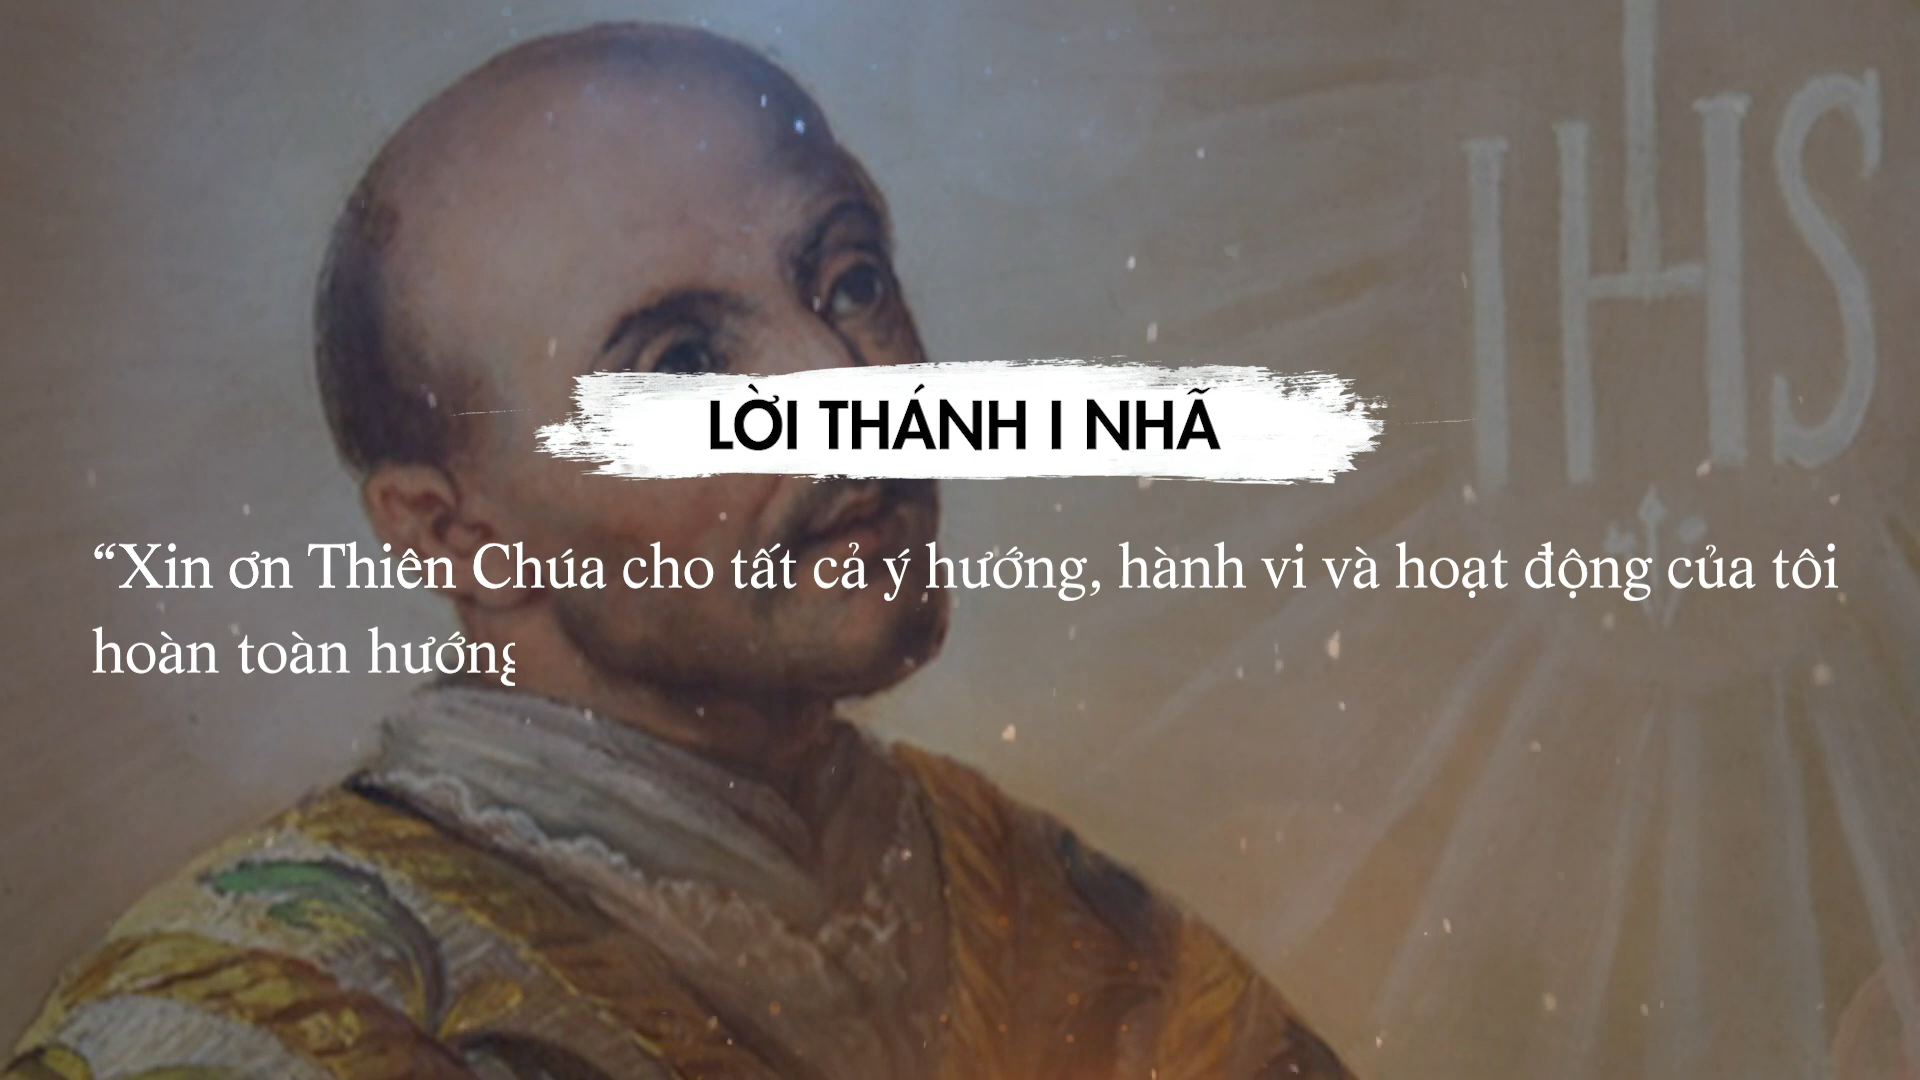 IHS
LỜI THÁNH I NHÃ
“Xin ơn Thiên Chúa cho tất cả ý hướng, hành vi và hoạt động của tôi
hoàn toàn hướng